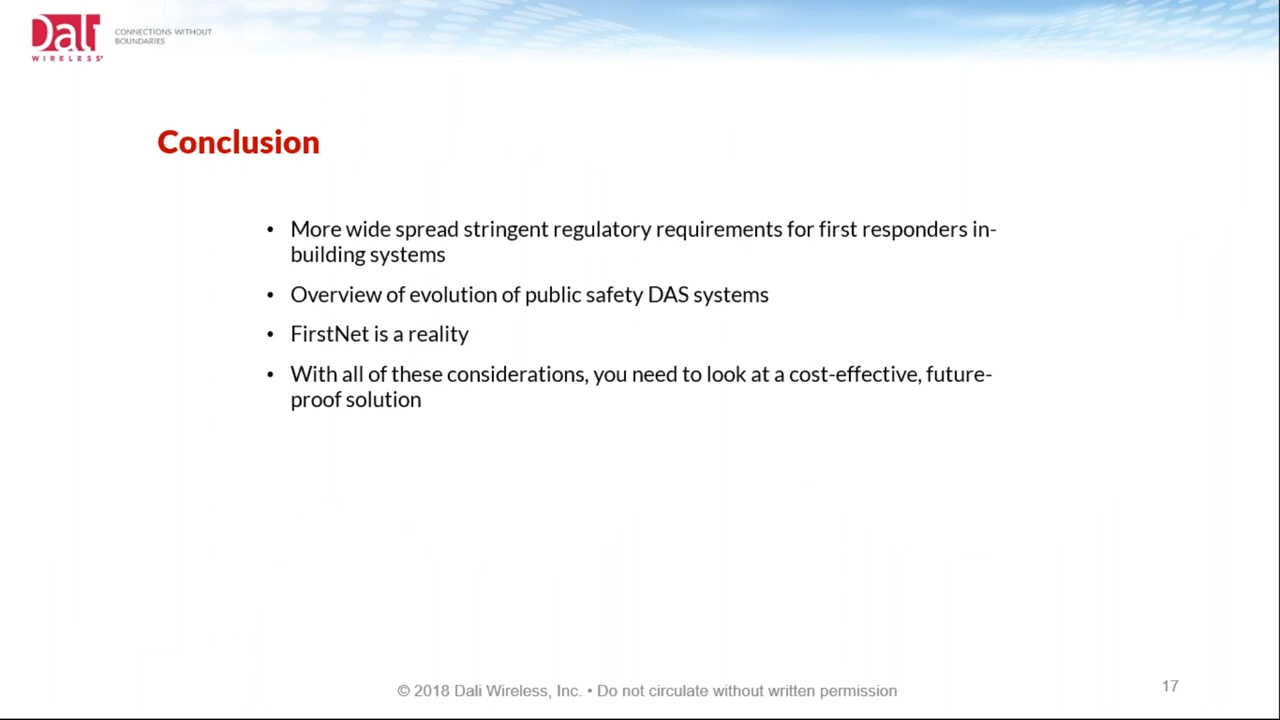 Dali
WIRELESS
CONNECTIONS WITHOUT
BOUNDARIES
Conclusion
• More wide spread stringent regulatory requirements for first responders in-
building systems
• Overview of evolution of public safety DAS systems
• FirstNet is a reality
• With all of these considerations, you need to look at a cost-effective, future-
proof solution
© 2018 Dali Wireless, Inc. • Do not circulate without written permission
17